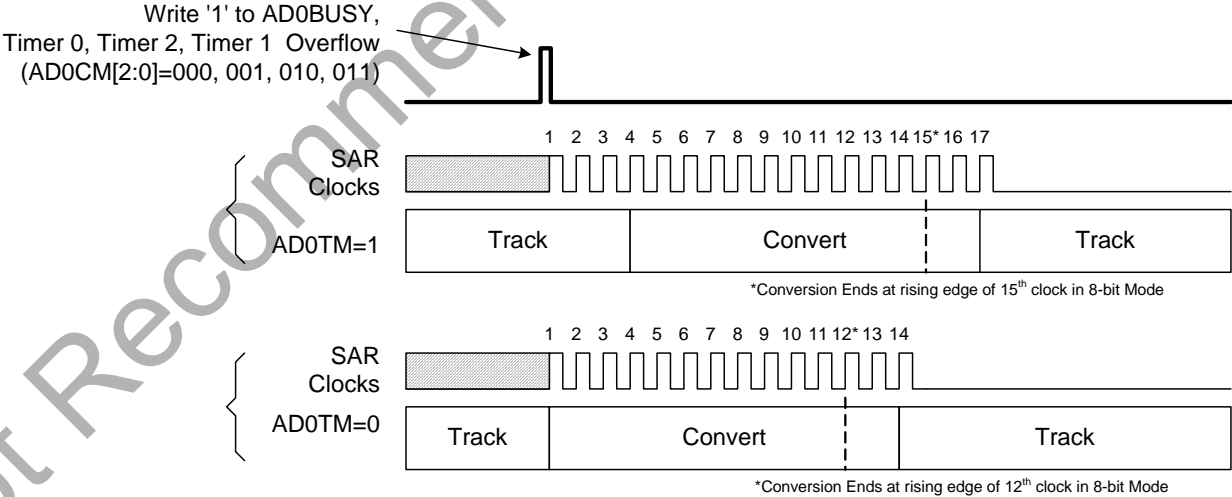 Write '1' to AD0BUSY,
Timer 0, Timer 2, Timer 1 Overflow
(AD0CM[2:0]=000, 001, 010, 011)
1 2 3 4 5 6 7 8 9 10 11 12 13 14 15* 16 17
SAR
Clocks
AD0TM=1
Track
Convert
Track
*Conversion Ends at rising edge of 15th clock in 8-bit Mode
1 2 3 4 5 6 7 8 9 10 11 12* 13 14
SAR
Clocks
AD0TM=0
Track
Convert
Track
*Conversion Ends at rising edge of 12th clock in 8-bit Mode